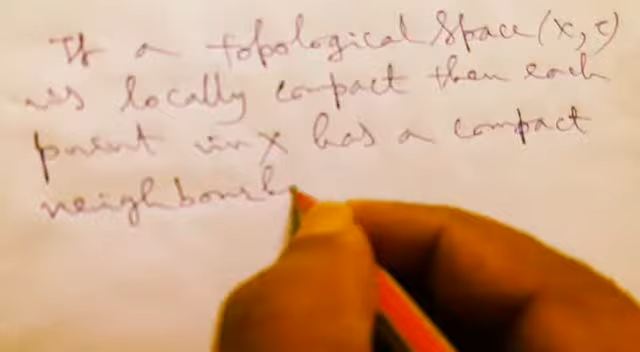 If a topological space (X, τ)
is locally compact then each
point in X has a compact
neighbourh